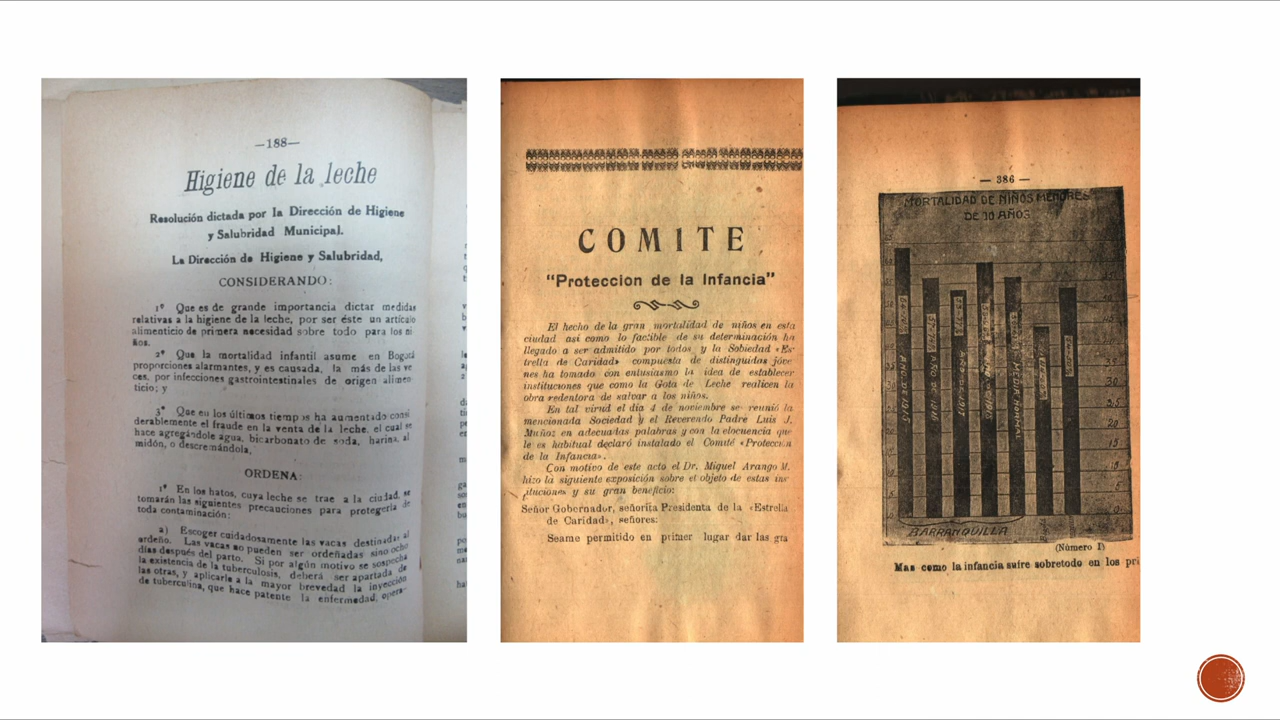 —188—
Higiene de la leche
Resolución dictada por la Dirección de Higiene
y Salubridad Municipal.
La Dirección de Higiene y Salubridad,
CONSIDERANDO:
1º Que es de grande importancia dictar medidas
relativas a la higiene de la leche, por ser éste un artículo
alimenticio de primera necesidad sobre todo para los ni
ños.
2º Que la mortalidad infantil asume en Bogotá
proporciones alarmantes, y es causada, la más de las ve
ces, por infecciones gastrointestinales de origen alimen-
ticio; y
3º Que en los últimos tiempos ha aumentado consi
derablemente el fraude en la venta de la leche, el cual se
hace agregándole agua, bicarbonato de soda, harina, al
midón, o descremándola,
ORDENA:
1º En los hatos, cuya leche se trae a la ciudad, se
tomarán las siguientes precauciones para protegerla de
toda contaminación:
a) Escoger cuidadosamente las vacas destinadas al
ordeño. Las vacas no pueden ser ordeñadas sino ocho
días después del parto. Si por algún motivo se sospecha
la existencia de la tuberculosis, deberá ser apartada de
las otras, y aplicarle a la mayor brevedad la inyección
de tuberculina, que hace patente la enfermedad, opera-
COMITE
"Proteccion de la Infancia"
El hecho de la gran mortalidad de niños en esta
ciudad así como lo factible de su determinación ha
llegado a ser admitido por todos y la Sobiedad «Es-
trella de Caridad» compuesta de distinguidas jóve-
nes ha tomado con entusiasmo la idea de establecer
instituciones que como la Gota de Leche realicen la
obra redentora de salvar a los niños.
En tal virud el día 4 de noviembre se reunió la
mencionada Sociedad y el Reverendo Padre Luis J.
Muñoz en adecuadas palabras y con la elocuencia que
le es habitual declaró instalado el Comité «Protección
de la Infancia».
Con motivo de este acto el Dr. Miguel Arango M.
hizo la siguiente exposición sobre el objeto de estas ins-
tituciones y su gran beneficio:
Señor Gobernador, señorita Presidenta de la «Estrella
de Caridad», señores:
Seame permitido en primer lugar dar las gra
— 386 —
MORTALIDAD DE NIÑOS MENORES
DE 10 AÑOS
AÑO DE 1915
AÑO DE 1916
AÑO DE 1917
MEDIA NORMAL
30
25
20
BARRANQUILLA
(Número 1)
Mas como la infancia sufre sobretodo en los pri